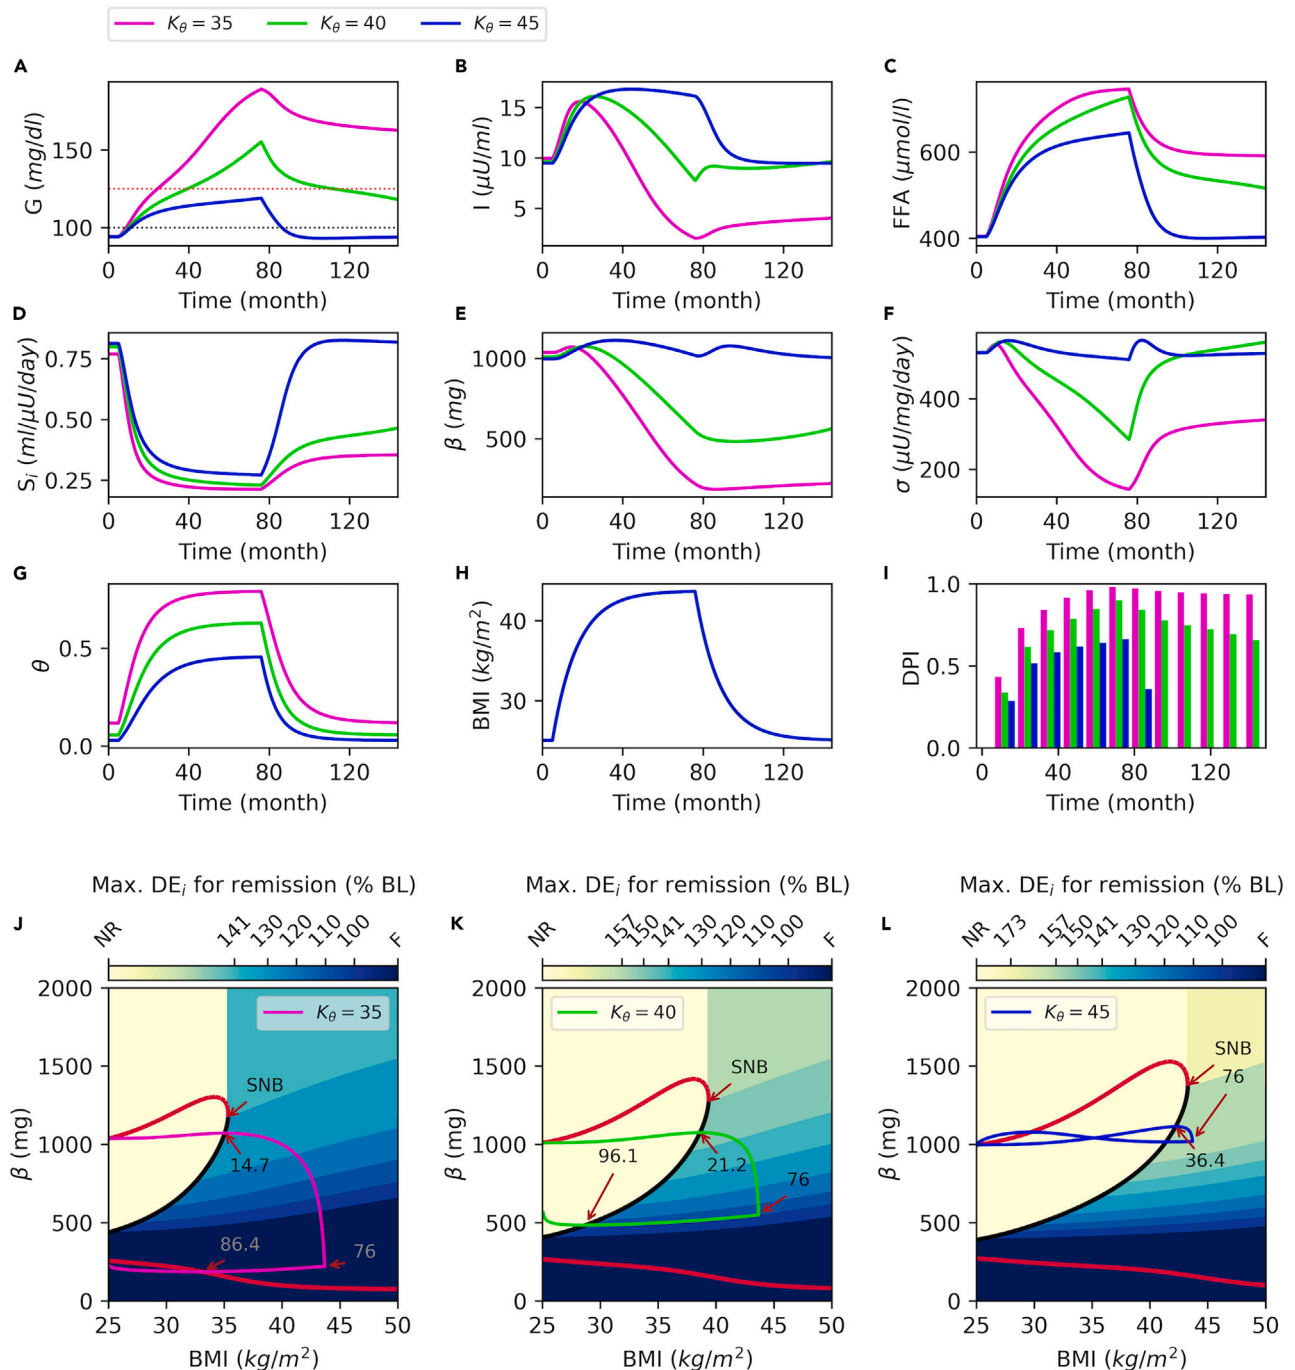 K_θ = 35 K_θ = 40 K_θ = 45
A
G (mg/dl)
150
100
0 40 80 120
Time (month)
B
I (μU/ml)
15
10
5
0 40 80 120
Time (month)
C
FFA (μmol/l)
600
400
0 40 80 120
Time (month)
D
S_i (ml/μU/day)
0.75
0.50
0.25
0 40 80 120
Time (month)
E
β (mg)
1000
500
0 40 80 120
Time (month)
F
σ (μU/mg/day)
400
200
0 40 80 120
Time (month)
G
θ
0.5
0.0
0 40 80 120
Time (month)
H
BMI (kg/m²)
40
30
0 40 80 120
Time (month)
I
DPI
1.0
0.5
0.0
0 40 80 120
Time (month)
J
Max. DE_i for remission (% BL)
NR 141 130 120 110 100 F
K_θ = 35
β (mg)
2000
1500
1000
500
0
SNB
14.7
86.4
76
25 30 35 40 45 50
BMI (kg/m²)
K
Max. DE_i for remission (% BL)
NR 157 150 141 130 120 110 100 F
K_θ = 40
β (mg)
2000
1500
1000
500
0
SNB
96.1
21.2
76
25 30 35 40 45 50
BMI (kg/m²)
L
Max. DE_i for remission (% BL)
NR 173 157 150 141 130 120 110 100 F
K_θ = 45
β (mg)
2000
1500
1000
500
0
SNB
76
36.4
25 30 35 40 45 50
BMI (kg/m²)